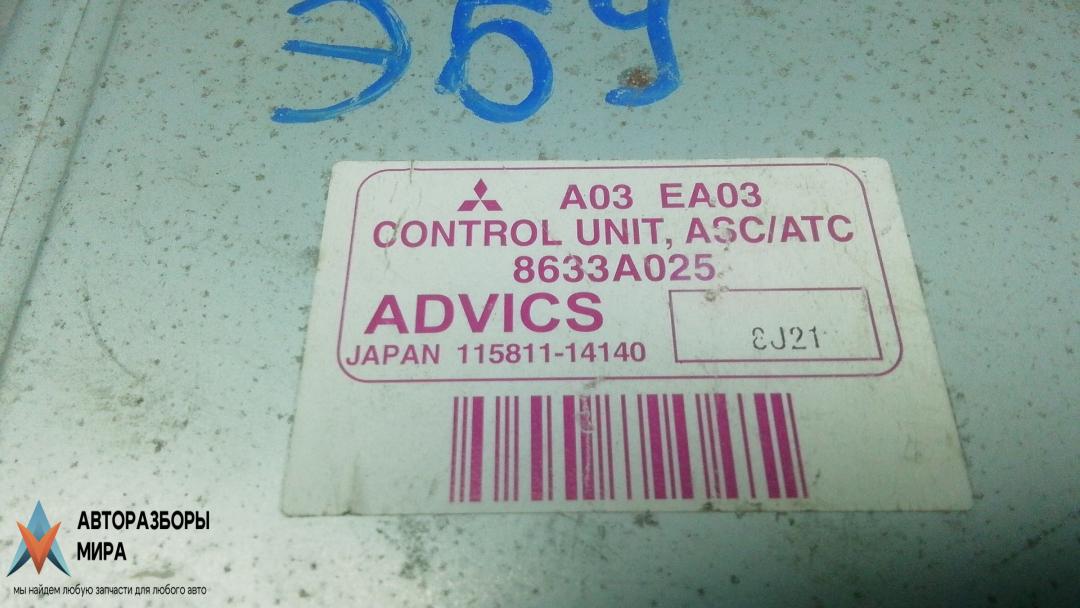 ЭБУ
A03 EA03
CONTROL UNIT, ASC/ATC
8633A025
ADVICS
8J21
JAPAN 115811-14140
АВТОРАЗБОРЫ
МИРА
мы найдем любую запчасти для любого авто